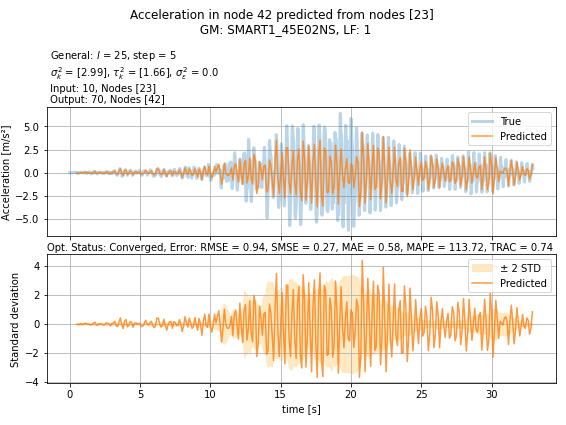 Acceleration in node 42 predicted from nodes [23]
GM: SMART1_45E02NS, LF: 1
General: l = 25, step = 5
σ²ₖ = [2.99], τ²ₖ = [1.66], σ²ε = 0.0
Input: 10, Nodes [23]
Output: 70, Nodes [42]
Acceleration [m/s²]
5.0
2.5
0.0
−2.5
−5.0
True
Predicted
Opt. Status: Converged, Error: RMSE = 0.94, SMSE = 0.27, MAE = 0.58, MAPE = 113.72, TRAC = 0.74
Standard deviation
4
2
0
−2
−4
± 2 STD
Predicted
0
5
10
15
20
25
30
time [s]